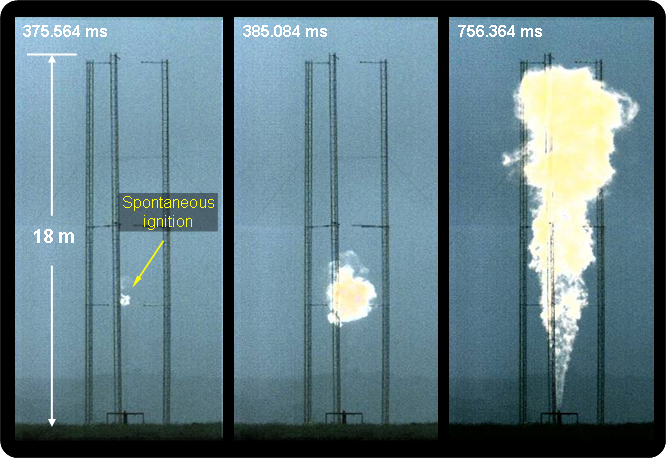 375.564 ms
385.084 ms
756.364 ms
18 m
Spontaneous
ignition